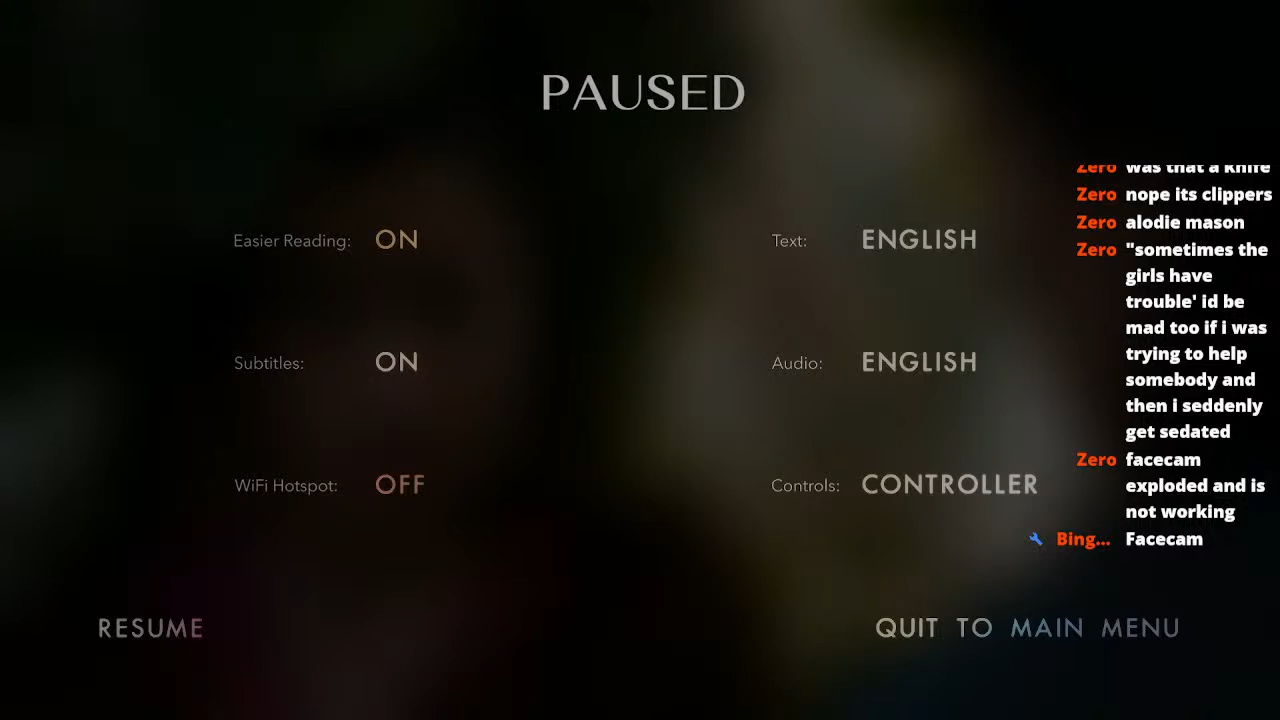 PAUSED
Easier Reading: ON
Text: ENGLISH
Subtitles: ON
Audio: ENGLISH
WiFi Hotspot: OFF
Controls: CONTROLLER
RESUME
QUIT TO MAIN MENU
Zero was that a knife
Zero nope its clippers
Zero alodie mason
Zero "sometimes the
girls have
trouble' id be
mad too if i was
trying to help
somebody and
then i seddenly
get sedated
Zero facecam
exploded and is
not working
Bing... Facecam